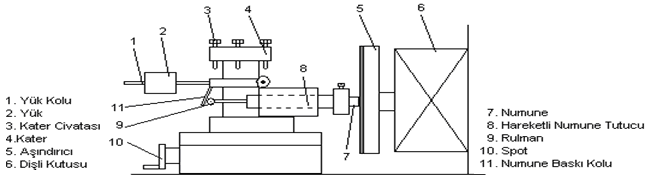 3
4
5
6
2
1
8
11
9
10
7
1. Yük Kolu
2. Yük
3. Kater Civatası
4.Kater
5. Aşındırıcı
6. Dişli Kutusu
7. Numune
8. Hareketli Numune Tutucu
9. Rulman
10. Spot
11. Numune Baskı Kolu